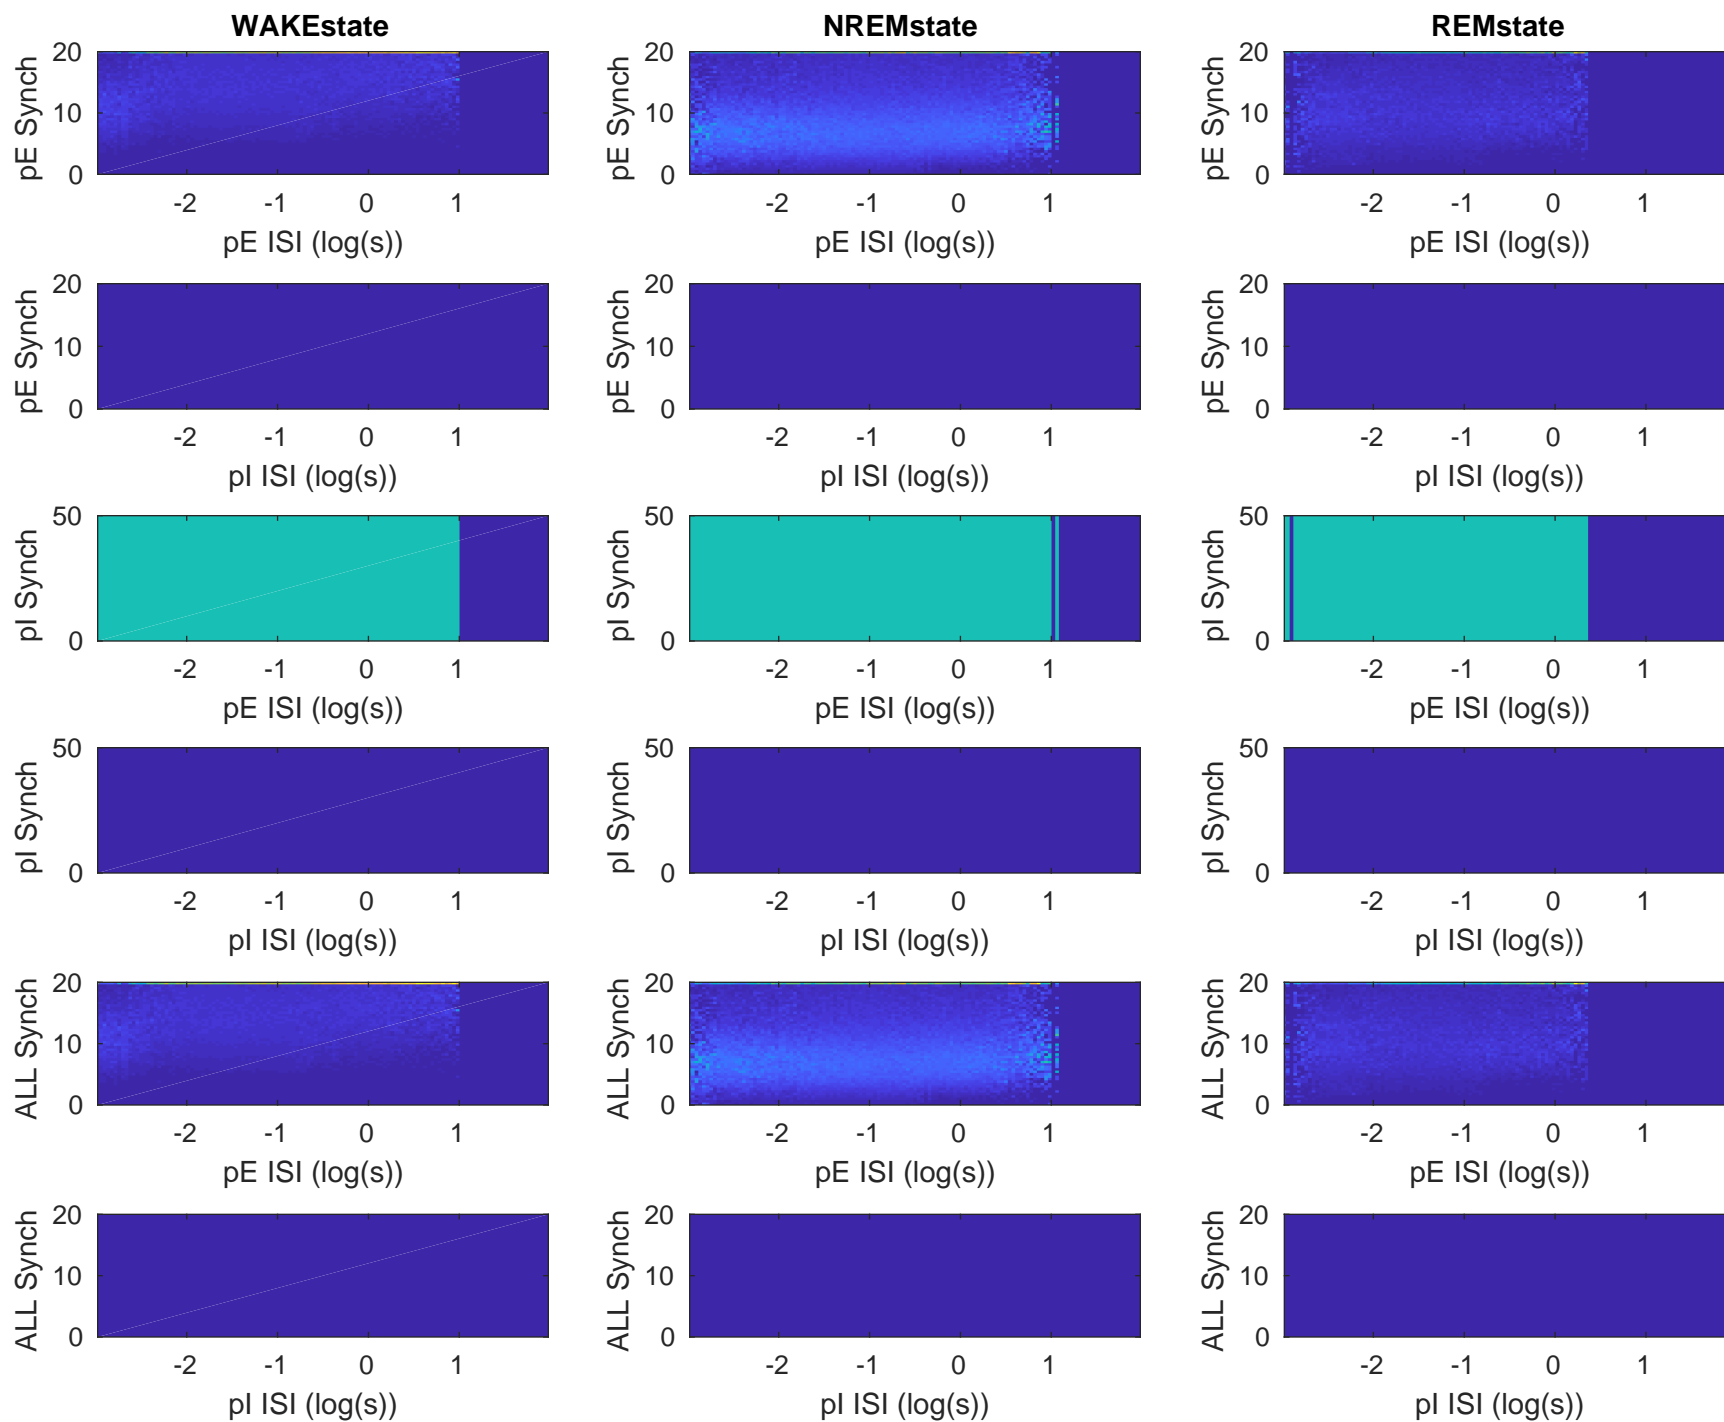 WAKEstate NREMstate REMstate
20 20 20
pE Synch pE Synch pE Synch
10 10 10
0 0 0
-2 -1 0 1 -2 -1 0 1 -2 -1 0 1
pE ISI (log(s)) pE ISI (log(s)) pE ISI (log(s))
20 20 20
pE Synch pE Synch pE Synch
10 10 10
0 0 0
-2 -1 0 1 -2 -1 0 1 -2 -1 0 1
pI ISI (log(s)) pI ISI (log(s)) pI ISI (log(s))
50 50 50
pI Synch pI Synch pI Synch
0 0 0
-2 -1 0 1 -2 -1 0 1 -2 -1 0 1
pE ISI (log(s)) pE ISI (log(s)) pE ISI (log(s))
50 50 50
pI Synch pI Synch pI Synch
0 0 0
-2 -1 0 1 -2 -1 0 1 -2 -1 0 1
pI ISI (log(s)) pI ISI (log(s)) pI ISI (log(s))
20 20 20
ALL Synch ALL Synch ALL Synch
10 10 10
0 0 0
-2 -1 0 1 -2 -1 0 1 -2 -1 0 1
pE ISI (log(s)) pE ISI (log(s)) pE ISI (log(s))
20 20 20
ALL Synch ALL Synch ALL Synch
10 10 10
0 0 0
-2 -1 0 1 -2 -1 0 1 -2 -1 0 1
pI ISI (log(s)) pI ISI (log(s)) pI ISI (log(s))